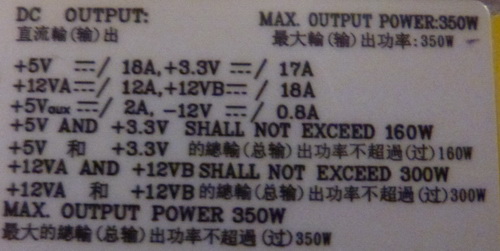 DC OUTPUT: MAX. OUTPUT POWER:350W
直流輸(输)出 最大輸(输)出功率:350W
+5V ⎓/ 18A,+3.3V ⎓/ 17A
+12VA⎓/ 12A,+12VB⎓/ 18A
+5Vaux ⎓/ 2A, -12V ⎓/ 0.8A
+5V AND +3.3V SHALL NOT EXCEED 160W
+5V 和 +3.3V 的總輸(总输)出功率不超過(过)160W
+12VA AND +12VB SHALL NOT EXCEED 300W
+12VA 和 +12VB 的總輸(总输)出功率不超過(过)300W
MAX. OUTPUT POWER 350W
最大的總輸(总输)出功率不超過(过)350W